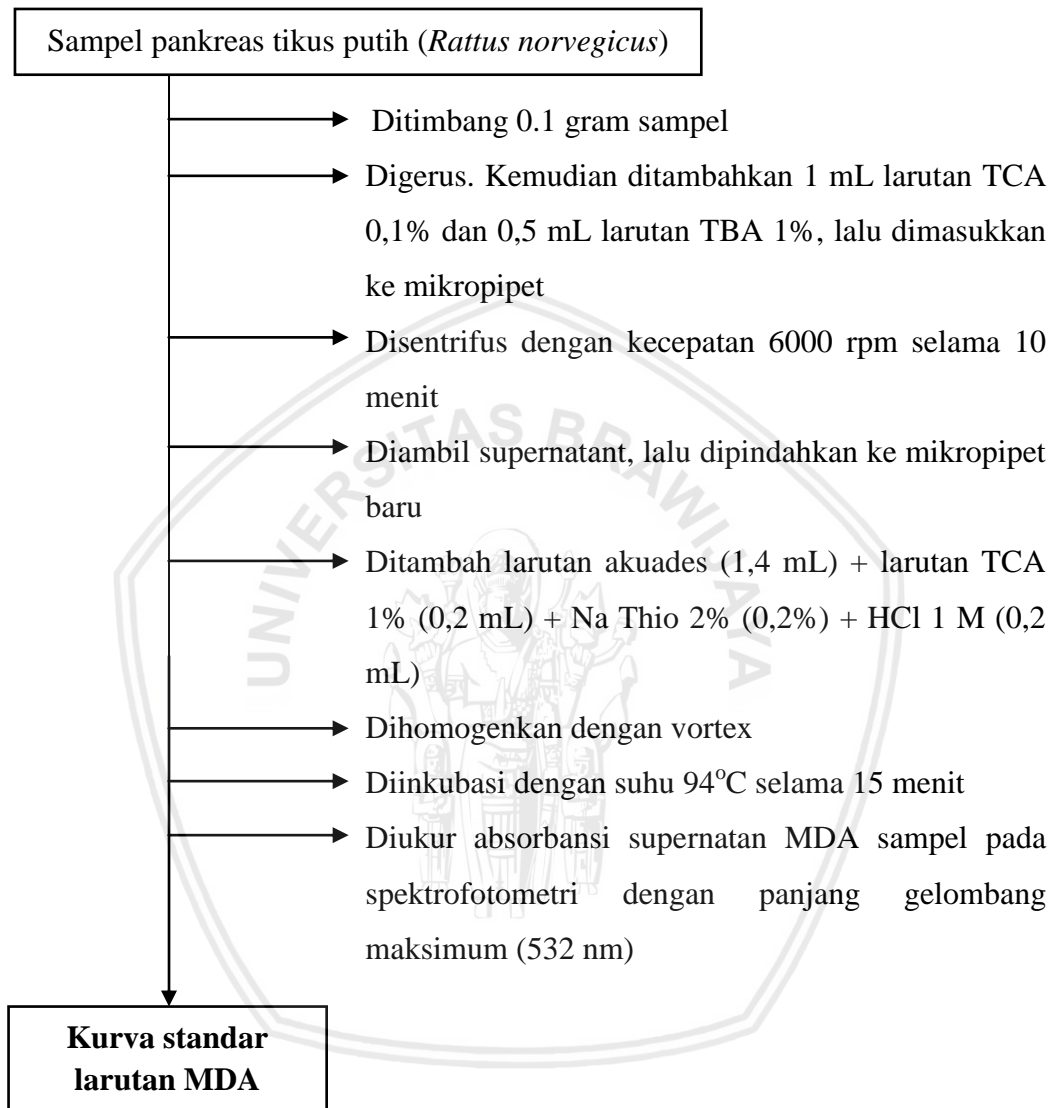 Sampel pankreas tikus putih (Rattus norvegicus)
Ditimbang 0.1 gram sampel
Digerus. Kemudian ditambahkan 1 mL larutan TCA
0,1% dan 0,5 mL larutan TBA 1%, lalu dimasukkan
ke mikropipet
Disentrifus dengan kecepatan 6000 rpm selama 10
menit
Diambil supernatant, lalu dipindahkan ke mikropipet
baru
Ditambah larutan akuades (1,4 mL) + larutan TCA
1% (0,2 mL) + Na Thio 2% (0,2%) + HCl 1 M (0,2
mL)
Dihomogenkan dengan vortex
Diinkubasi dengan suhu 94°C selama 15 menit
Diukur absorbansi supernatan MDA sampel pada
spektrofotometri dengan panjang gelombang
maksimum (532 nm)
Kurva standar
larutan MDA
UNIVERSITAS BRAWIJAYA